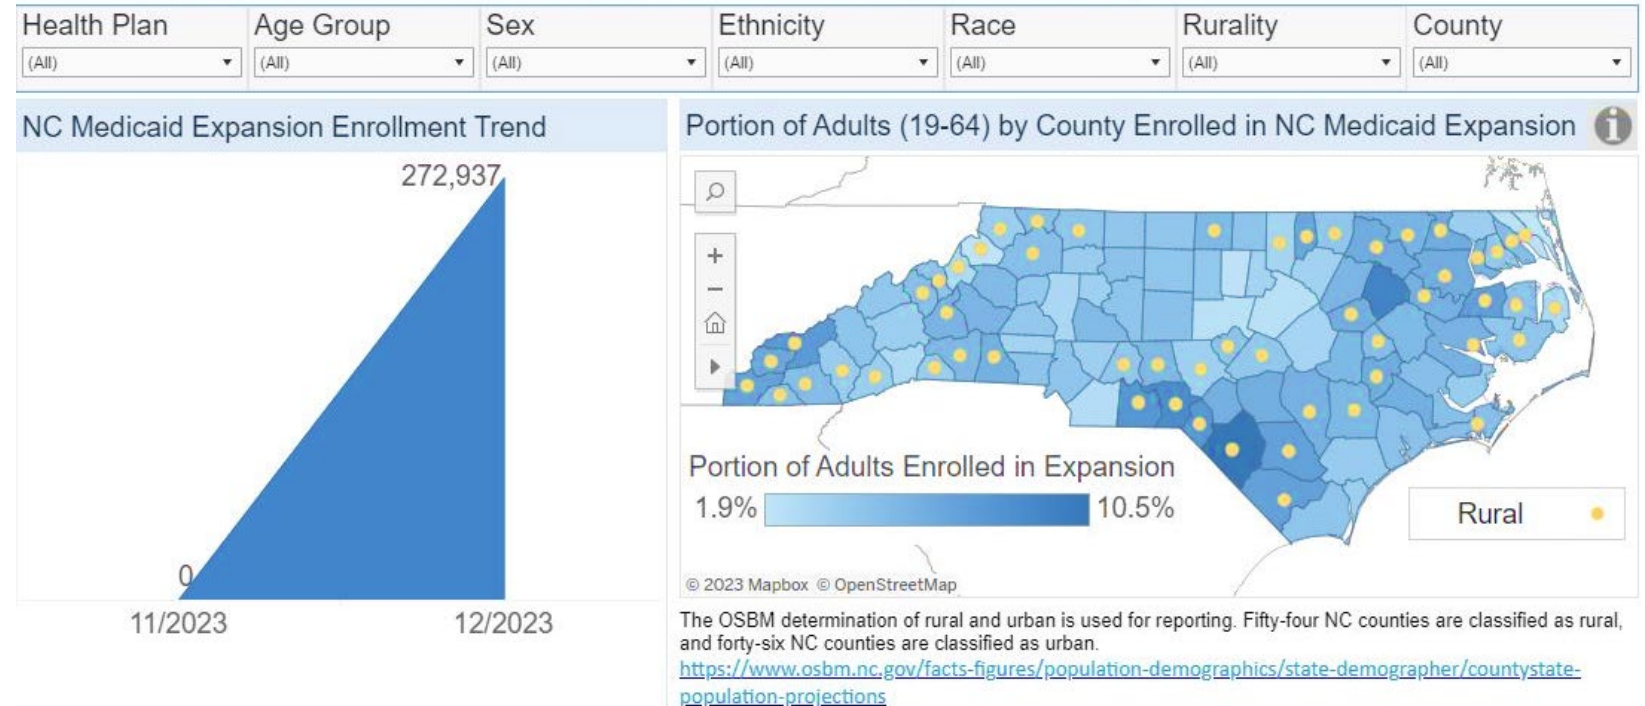 Health Plan Age Group Sex Ethnicity Race Rurality County
(All) (All) (All) (All) (All) (All) (All)
NC Medicaid Expansion Enrollment Trend
272,937
0
11/2023 12/2023
Portion of Adults (19-64) by County Enrolled in NC Medicaid Expansion
Portion of Adults Enrolled in Expansion
1.9% 10.5%
Rural
© 2023 Mapbox © OpenStreetMap
The OSBM determination of rural and urban is used for reporting. Fifty-four NC counties are classified as rural,
and forty-six NC counties are classified as urban.
https://www.osbm.nc.gov/facts-figures/population-demographics/state-demographer/countystate-
population-projections